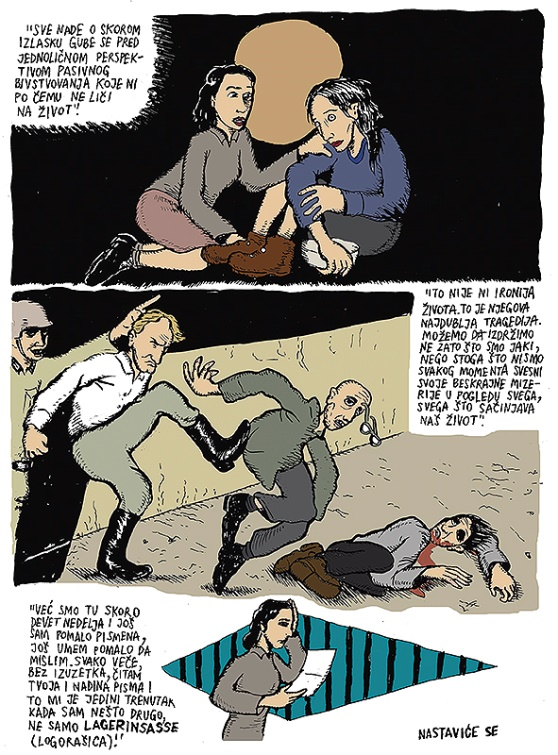 "SVE NADE O SKOROM
IZLASKU GUBE SE PRED
JEDNOLIČNOM PERSPEK-
TIVOM PASIVNOG
BIVSTVOVANJA KOJE NI
PO ČEMU NE LIČI
NA ŽIVOT".
"TO NIJE NI IRONIJA
ŽIVOTA. TO JE NJEGOVA
NAJDUBLJA TRAGEDIJA.
MOŽEMO DA IZDRŽIMO
NE ZATO ŠTO SMO JAKI,
NEGO STOGA ŠTO NISMO
SVAKOG MOMENTA SVESNI
SVOJE BESKRAJNE MIZE-
RIJE U POGLEDU SVEGA,
SVEGA ŠTO SAČINJAVA
NAŠ ŽIVOT".
"VEĆ SMO TU SKORO
DEVET NEDELJA I JOŠ
SAM POMALO PISMENA,
JOŠ UMEM POMALO DA
MISLIM. SVAKO VEČE,
BEZ IZUZETKA, ČITAM
TVOJA I NADINA PISMA I
TO MI JE JEDINI TRENUTAK
KADA SAM NEŠTO DRUGO,
NE SAMO LAGERINSASSE
(LOGORAŠICA)!"
NASTAVIĆE SE